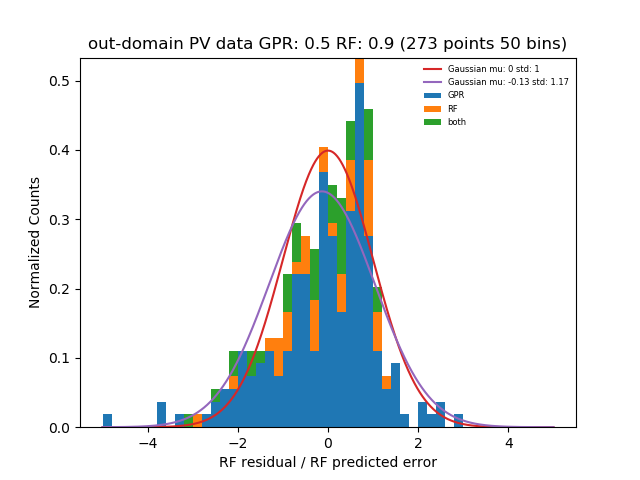 out-domain PV data GPR: 0.5 RF: 0.9 (273 points 50 bins)
Gaussian mu: 0 std: 1
Gaussian mu: -0.13 std: 1.17
GPR
RF
both
Normalized Counts
0.5
0.4
0.3
0.2
0.1
0.0
−4 −2 0 2 4
RF residual / RF predicted error